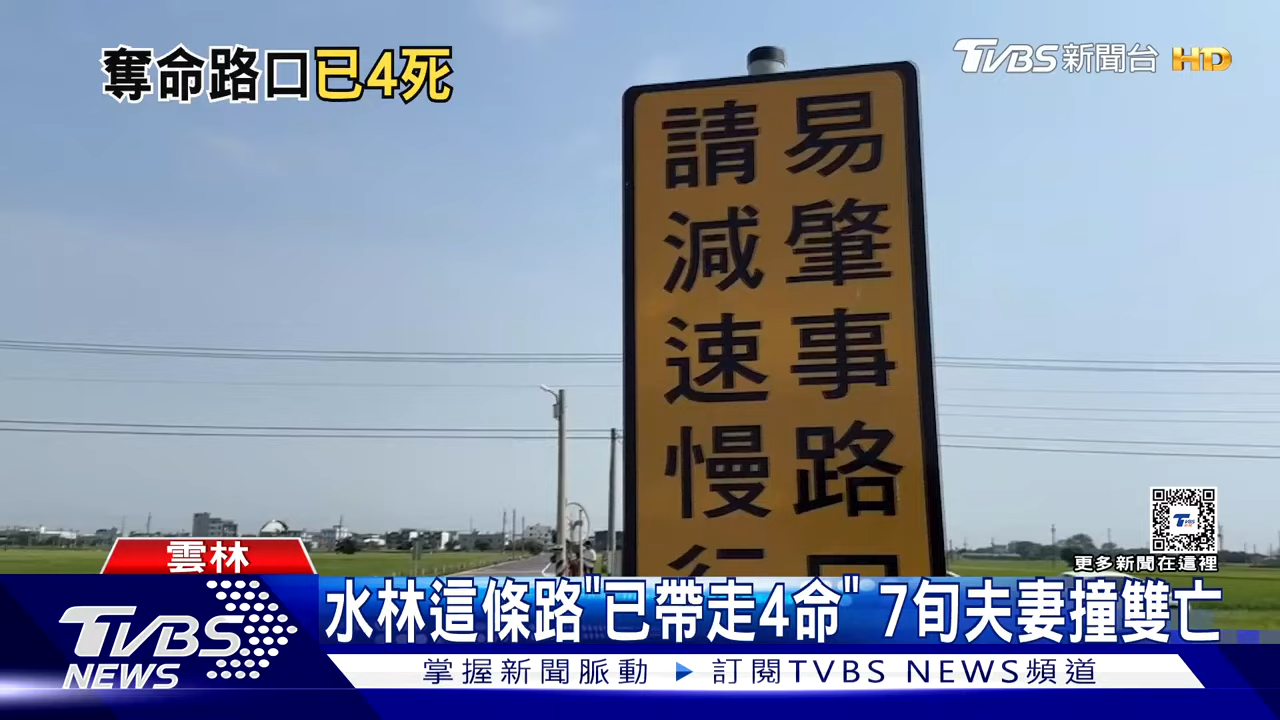 奪命路口已4死
TVBS新聞台 HD
易肇事路口
請減速慢行
更多新聞在這裡
雲林
水林這條路"已帶走4命" 7旬夫妻撞雙亡
TVBS NEWS
掌握新聞脈動 ▶ 訂閱TVBS NEWS頻道